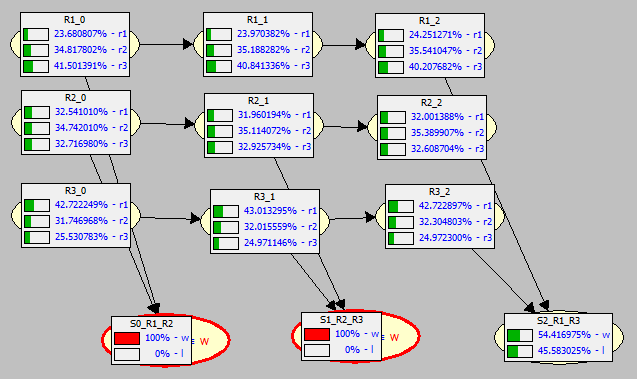 R1_0
23.680807% - r1
34.817802% - r2
41.501391% - r3
R1_1
23.970382% - r1
35.188282% - r2
40.841336% - r3
R1_2
24.251271% - r1
35.541047% - r2
40.207682% - r3
R2_0
32.541010% - r1
34.742010% - r2
32.716980% - r3
R2_1
31.960194% - r1
35.114072% - r2
32.925734% - r3
R2_2
32.001388% - r1
35.389907% - r2
32.608704% - r3
R3_0
42.722249% - r1
31.746968% - r2
25.530783% - r3
R3_1
43.013295% - r1
32.015559% - r2
24.971146% - r3
R3_2
42.722897% - r1
32.304803% - r2
24.972300% - r3
S0_R1_R2
100% - w
0% - l
= w
S1_R2_R3
100% - w
0% - l
= w
S2_R1_R3
54.416975% - w
45.583025% - l